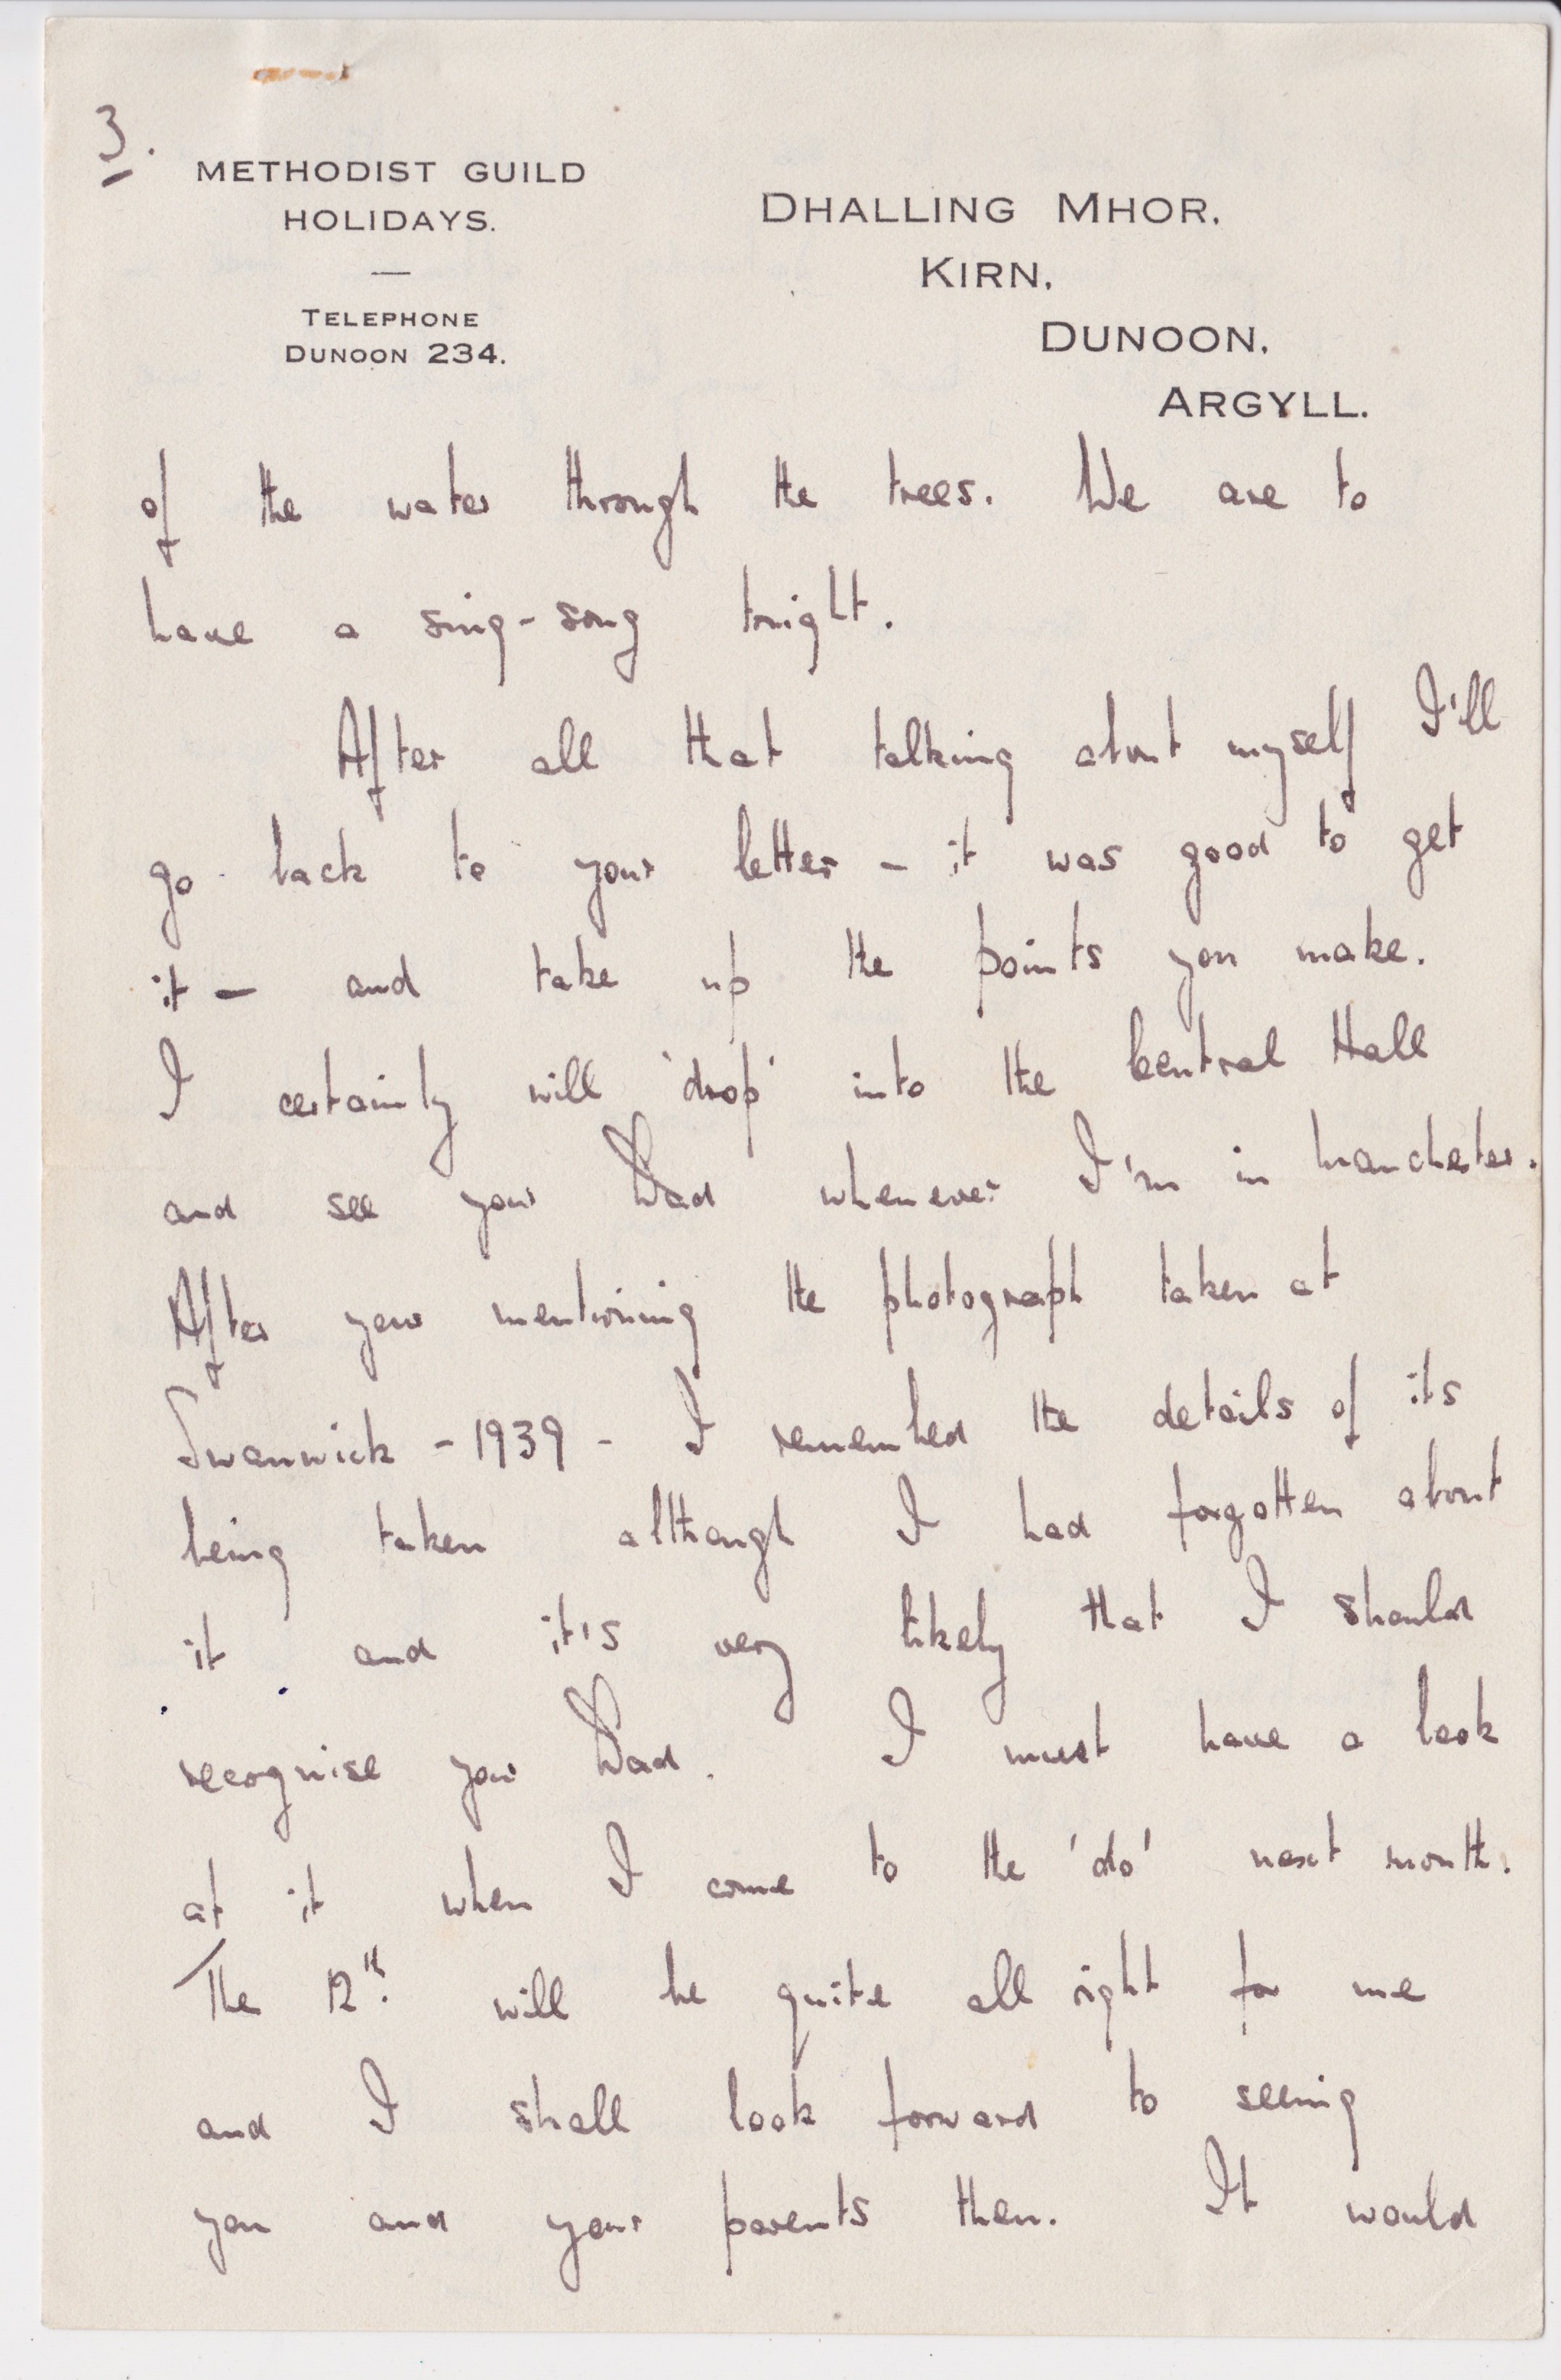 3.
METHODIST GUILD
HOLIDAYS.
—
TELEPHONE
DUNOON 234.
DHALLING MHOR,
KIRN,
DUNOON,
ARGYLL.
of the water through the trees. We are to
have a sing-song tonight.
After all that talking about myself I'll
go back to your letter - it was good to get
it - and take up the points you make.
I certainly will 'drop' into the Central Hall
and see your Dad whenever I'm in Manchester.
After your mentioning the photograph taken at
Swanwick - 1939 - I remembered the details of its
being taken although I had forgotten about
it and it's very likely that I should
recognise your Dad. I must have a look
at it when I come to the 'do' next month.
The 12th. will be quite all right for me
and I shall look forward to seeing
you and your parents then. It would